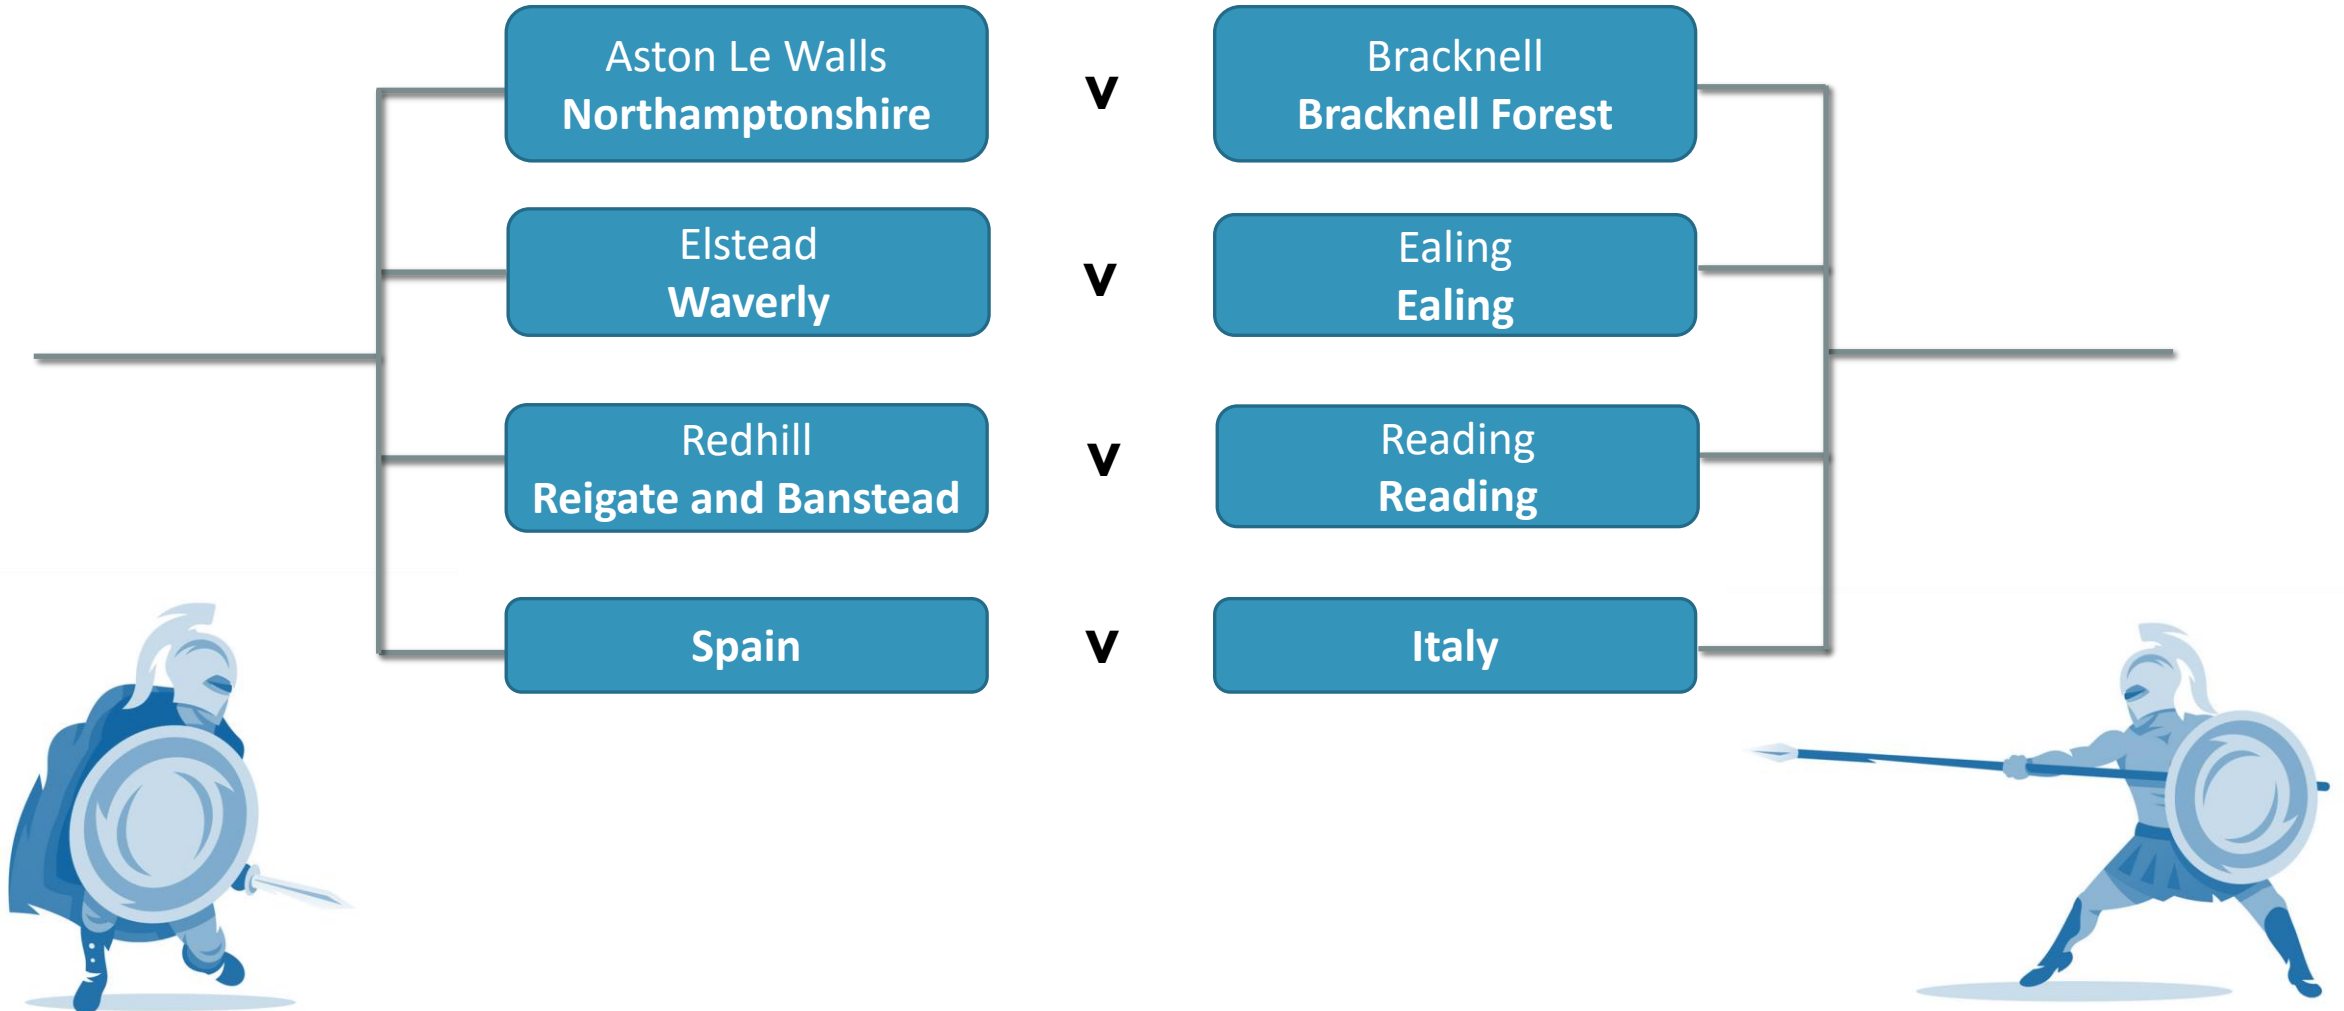 Aston Le Walls
Northamptonshire
v
Bracknell
Bracknell Forest
Elstead
Waverly
v
Ealing
Ealing
Redhill
Reigate and Banstead
v
Reading
Reading
Spain
v
Italy